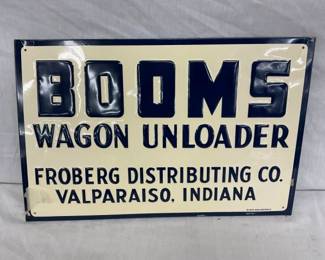 BOOMS
WAGON UNLOADER
FROBERG DISTRIBUTING CO.
VALPARAISO, INDIANA